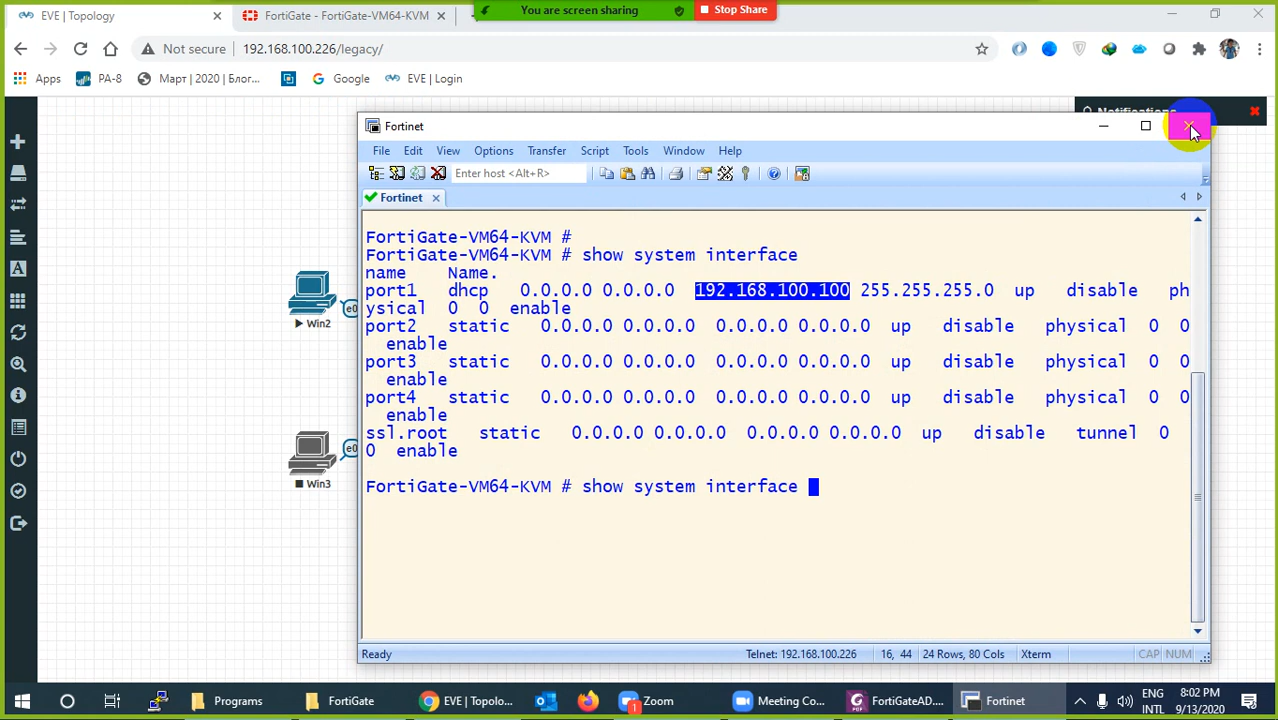 EVE | Topology
FortiGate - FortiGate-VM64-KVM
You are screen sharing
Stop Share
Not secure
192.168.100.226/legacy/
Apps
PA-8
Март | 2020 | Блог...
Google
EVE | Login
Fortinet
File Edit View Options Transfer Script Tools Window Help
Enter host <Alt+R>
Fortinet
FortiGate-VM64-KVM #
FortiGate-VM64-KVM # show system interface
name Name.
port1 dhcp 0.0.0.0 0.0.0.0 192.168.100.100 255.255.255.0 up disable ph
ysical 0 0 enable
port2 static 0.0.0.0 0.0.0.0 0.0.0.0 0.0.0.0 up disable physical 0 0
enable
port3 static 0.0.0.0 0.0.0.0 0.0.0.0 0.0.0.0 up disable physical 0 0
enable
port4 static 0.0.0.0 0.0.0.0 0.0.0.0 0.0.0.0 up disable physical 0 0
enable
ssl.root static 0.0.0.0 0.0.0.0 0.0.0.0 0.0.0.0 up disable tunnel 0
0 enable
FortiGate-VM64-KVM # show system interface
Win2
e0
Win3
e0
Ready
Telnet: 192.168.100.226
16, 44
24 Rows, 80 Cols
Xterm
CAP NUM
Programs
FortiGate
EVE | Topolo...
1
Zoom
Meeting Co...
FortiGateAD....
Fortinet
ENG
INTL
8:02 PM
9/13/2020